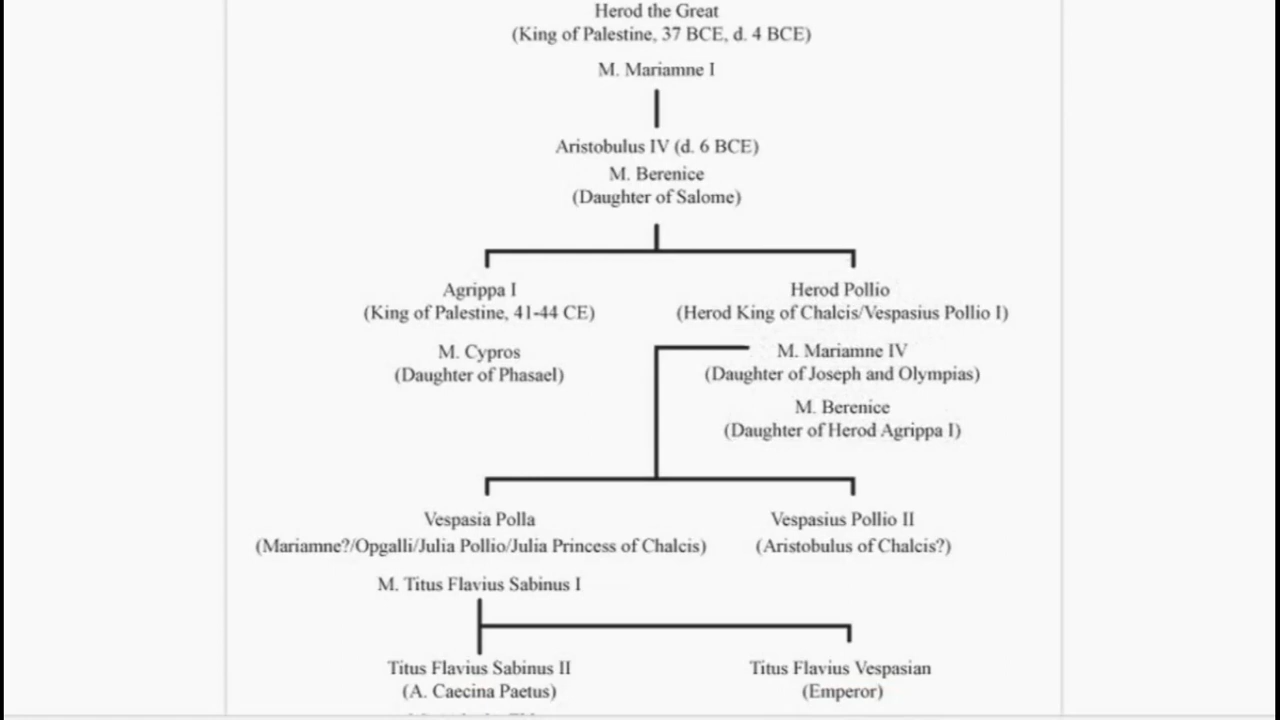 Herod the Great
(King of Palestine, 37 BCE, d. 4 BCE)
M. Mariamne I
Aristobulus IV (d. 6 BCE)
M. Berenice
(Daughter of Salome)
Agrippa I
(King of Palestine, 41-44 CE)
M. Cypros
(Daughter of Phasael)
Herod Pollio
(Herod King of Chalcis/Vespasius Pollio I)
M. Mariamne IV
(Daughter of Joseph and Olympias)
M. Berenice
(Daughter of Herod Agrippa I)
Vespasia Polla
(Mariamne?/Opgalli/Julia Pollio/Julia Princess of Chalcis)
M. Titus Flavius Sabinus I
Vespasius Pollio II
(Aristobulus of Chalcis?)
Titus Flavius Sabinus II
(A. Caecina Paetus)
Titus Flavius Vespasian
(Emperor)